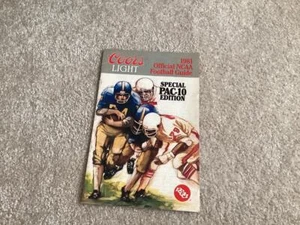 Coors
LIGHT
1981
Official NCAA
Football Guide
SPECIAL
PAC-10
EDITION